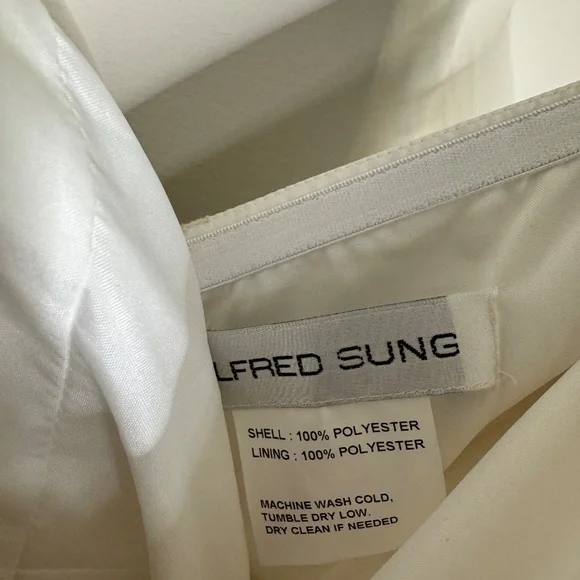 LFRED SUNG
SHELL : 100% POLYESTER
LINING : 100% POLYESTER
MACHINE WASH COLD,
TUMBLE DRY LOW.
DRY CLEAN IF NEEDED